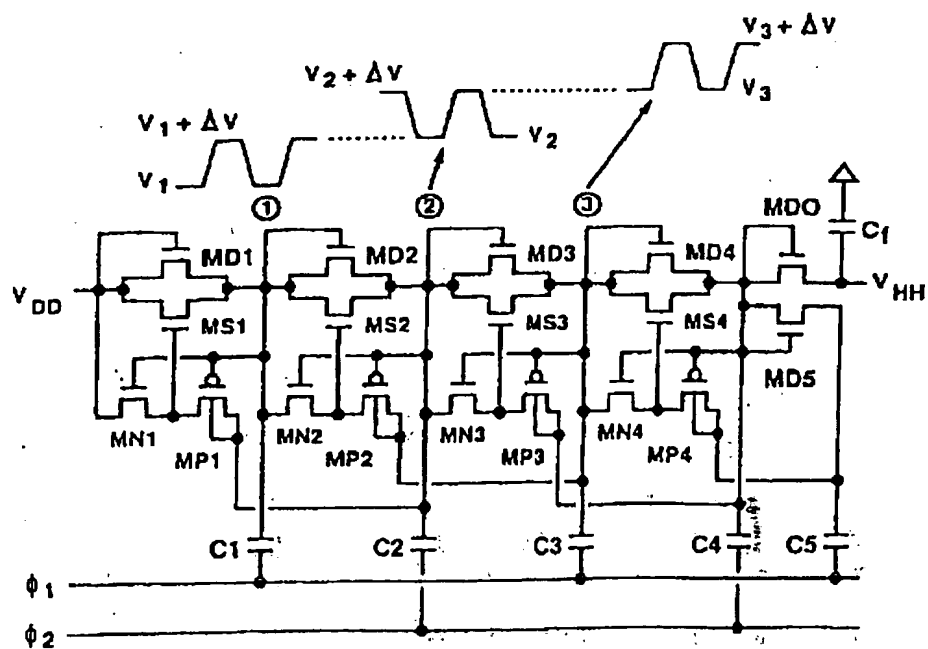 V3 + ΔV
V2 + ΔV
V3
V1 + ΔV
V2
V1
① ② ③
MDO
Cf
MD1 MD2 MD3 MD4
VDD
VHH
MS1 MS2 MS3 MS4
MD5
MN1 MN2 MN3 MN4
MP1 MP2 MP3 MP4
C1 C2 C3 C4 C5
ϕ1
ϕ2